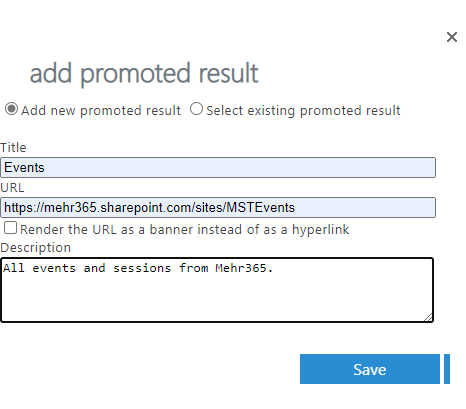 add promoted result
Add new promoted result Select existing promoted result
Title
Events
URL
https://mehr365.sharepoint.com/sites/MSTEvents
Render the URL as a banner instead of as a hyperlink
Description
All events and sessions from Mehr365.
Save